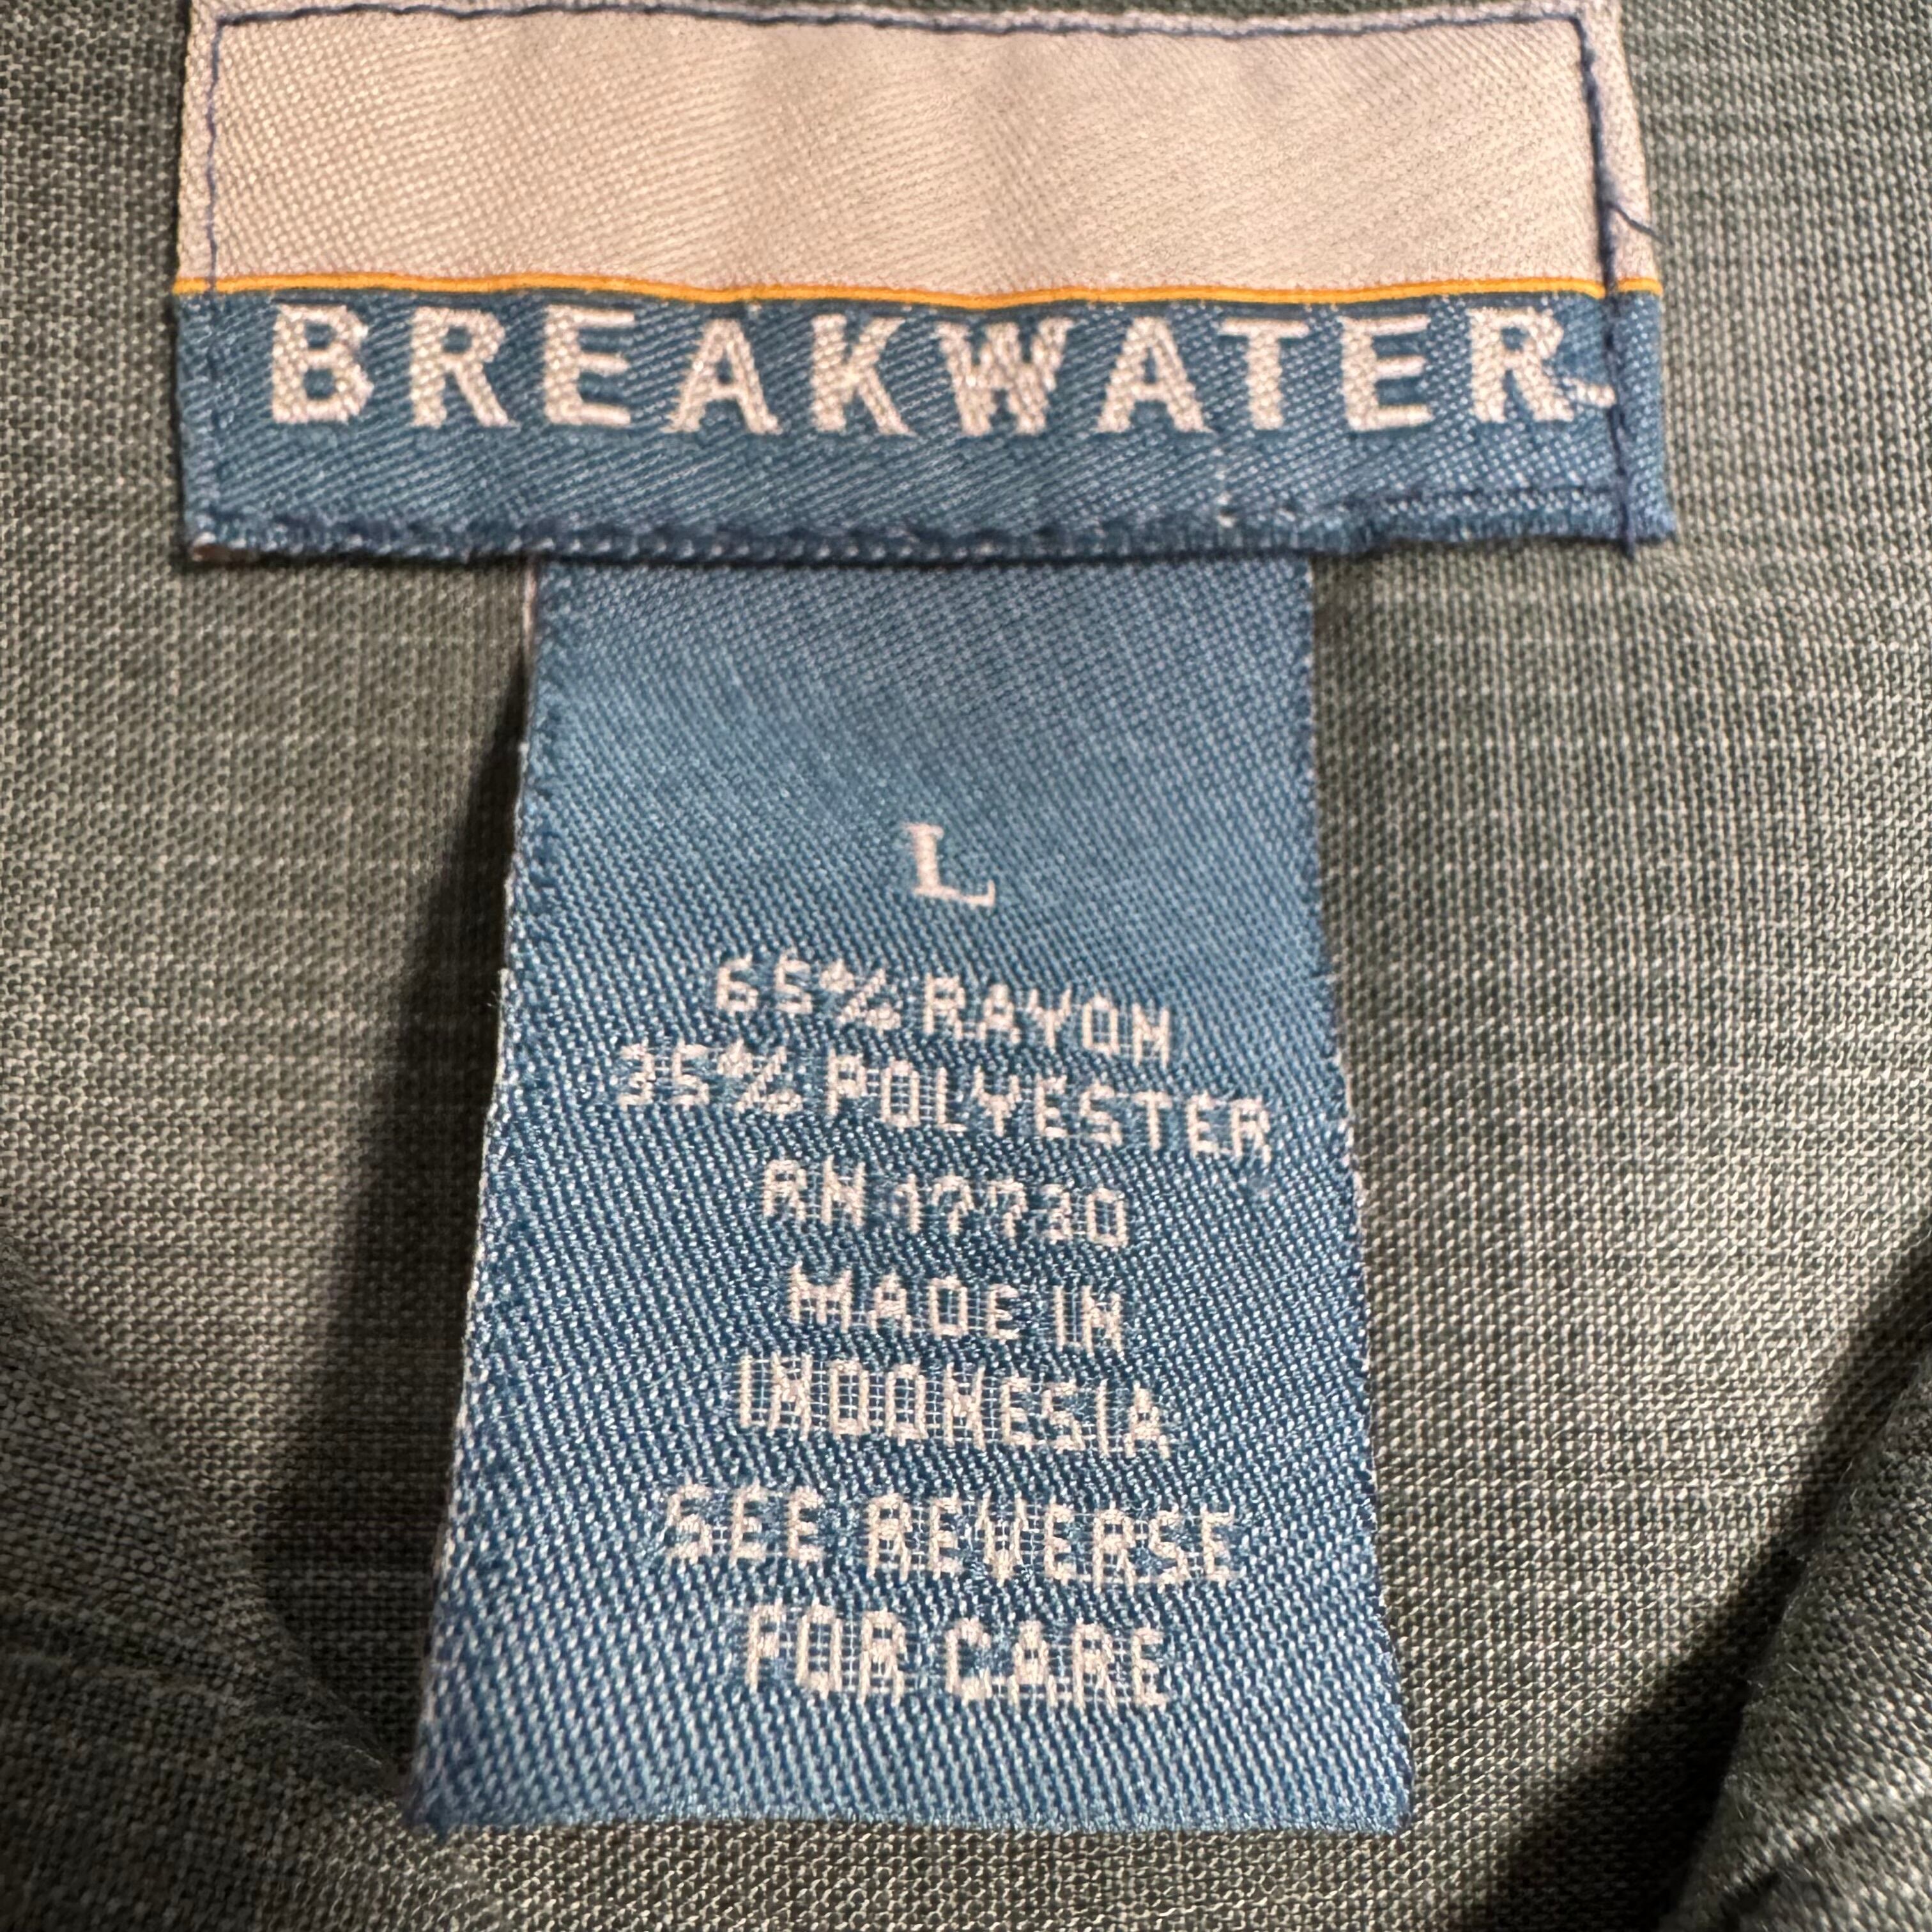 BREAKWATER
L
65% RAYON
35% POLYESTER
RN 17730
MADE IN
INDONESIA
SEE REVERSE
FOR CARE